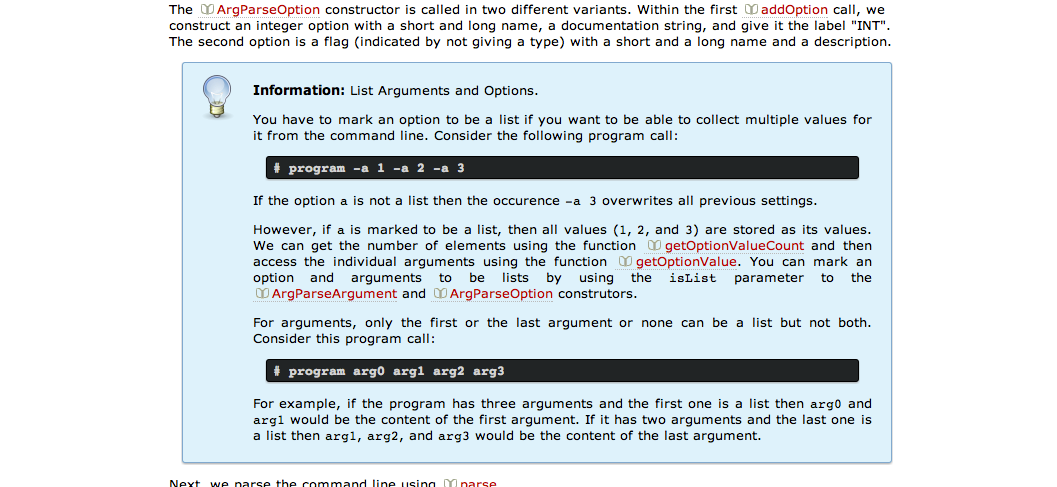 The ArgParseOption constructor is called in two different variants. Within the first addOption call, we
construct an integer option with a short and long name, a documentation string, and give it the label "INT".
The second option is a flag (indicated by not giving a type) with a short and a long name and a description.
Information: List Arguments and Options.
You have to mark an option to be a list if you want to be able to collect multiple values for
it from the command line. Consider the following program call:
# program -a 1 -a 2 -a 3
If the option a is not a list then the occurence -a 3 overwrites all previous settings.
However, if a is marked to be a list, then all values (1, 2, and 3) are stored as its values.
We can get the number of elements using the function getOptionValueCount and then
access the individual arguments using the function getOptionValue. You can mark an
option and arguments to be lists by using the isList parameter to the
ArgParseArgument and ArgParseOption construtors.
For arguments, only the first or the last argument or none can be a list but not both.
Consider this program call:
# program arg0 arg1 arg2 arg3
For example, if the program has three arguments and the first one is a list then arg0 and
arg1 would be the content of the first argument. If it has two arguments and the last one is
a list then arg1, arg2, and arg3 would be the content of the last argument.
Next, we parse the command line using parse